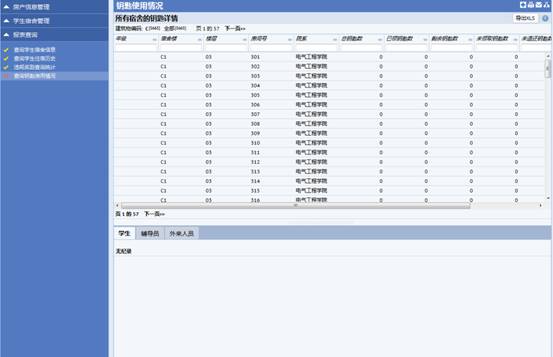 房产信息管理
学生宿舍管理
报表查询
查询学生宿舍信息
查询学生住宿历史
违规类型查询统计
查询钥匙使用情况
钥匙使用情况
所有宿舍的钥匙详情
导出XLS
建筑物编码: 全部 页 1 的 57 下一页>>
年级 宿舍楼 楼层 房间号 院系 总钥匙数 已领钥匙数 剩余钥匙数 未领取钥匙数 未退还钥匙数
C1 03 301 电气工程学院 0 0 0 0 0
C1 03 302 电气工程学院 0 0 0 0 0
C1 03 303 电气工程学院 0 0 0 0 0
C1 03 304 电气工程学院 0 0 0 0 0
C1 03 305 电气工程学院 0 0 0 0 0
C1 03 306 电气工程学院 0 0 0 0 0
C1 03 307 电气工程学院 0 0 0 0 0
C1 03 308 电气工程学院 0 0 0 0 0
C1 03 309 电气工程学院 0 0 0 0 0
C1 03 310 电气工程学院 0 0 0 0 0
C1 03 311 电气工程学院 0 0 0 0 0
C1 03 312 电气工程学院 0 0 0 0 0
C1 03 313 电气工程学院 0 0 0 0 0
C1 03 314 电气工程学院 0 0 0 0 0
C1 03 315 电气工程学院 0 0 0 0 0
C1 03 316 电气工程学院 0 0 0 0 0
页 1 的 57 下一页>>
学生 辅导员 外来人员
无纪录